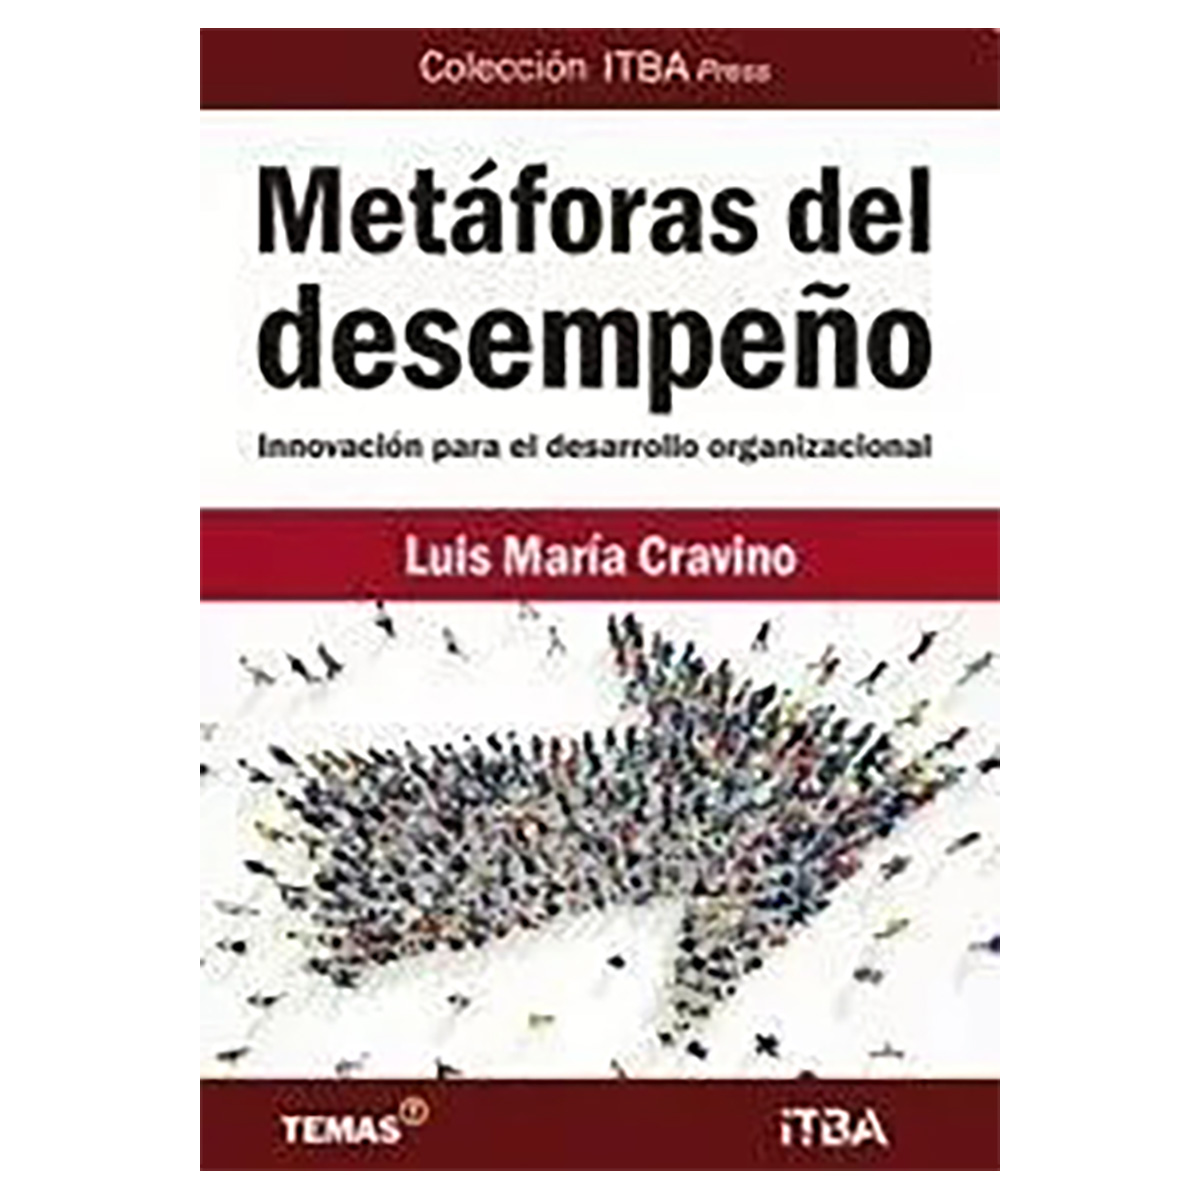 Colección ITBA Press
Metáforas del
desempeño
Innovación para el desarrollo organizacional
Luis María Cravino
TEMAS
iTBA